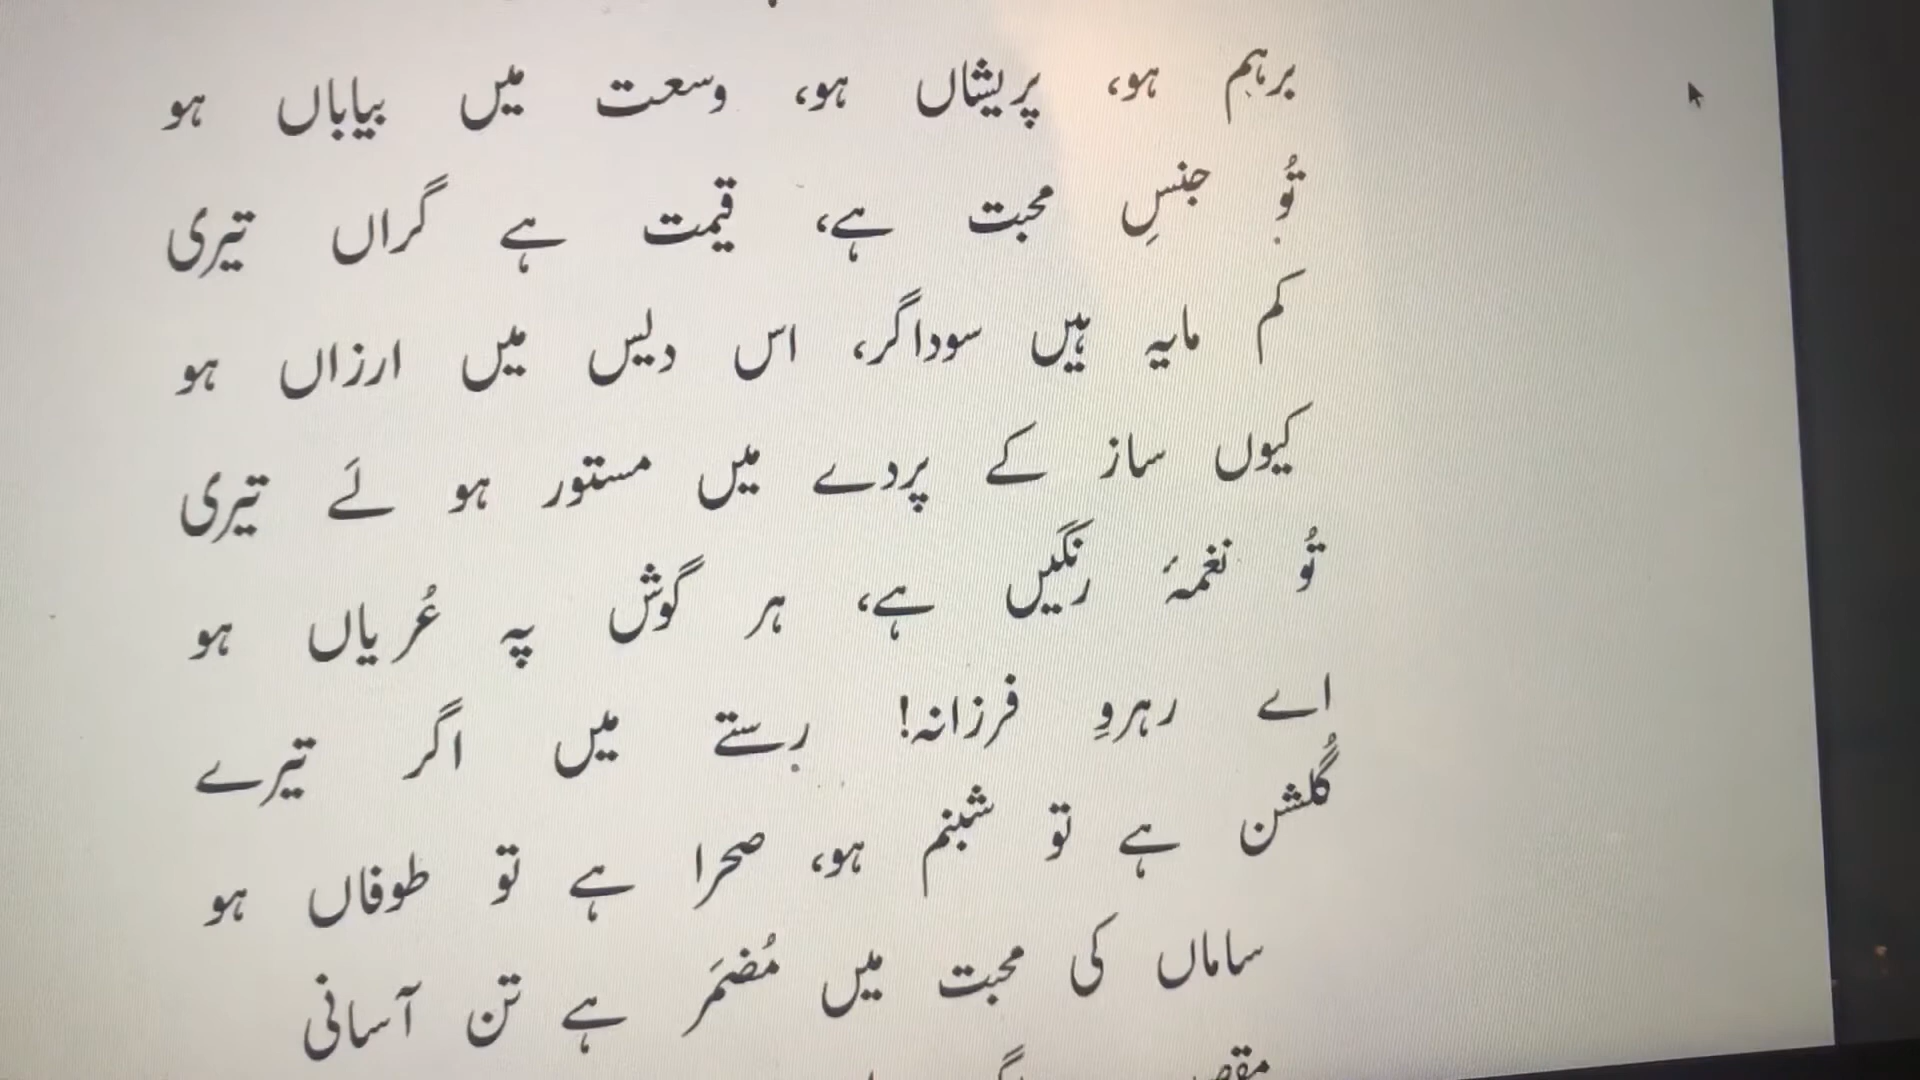 برہم ہو، پریشاں ہو، وسعت میں بیاباں ہو
تُو جنسِ محبت ہے، قیمت ہے گراں تیری
کم مایہ ہیں سوداگر، اس دیس میں ارزاں ہو
کیوں ساز کے پردے میں مستور ہو لَے تیری
تُو نغمۂ رنگیں ہے، ہر گوش پہ عُریاں ہو
اے رہروِ فرزانہ! رستے میں اگر تیرے
گُلشن ہے تو شبنم ہو، صحرا ہے تو طوفاں ہو
ساماں کی محبت میں مُضمَر ہے تن آسانی